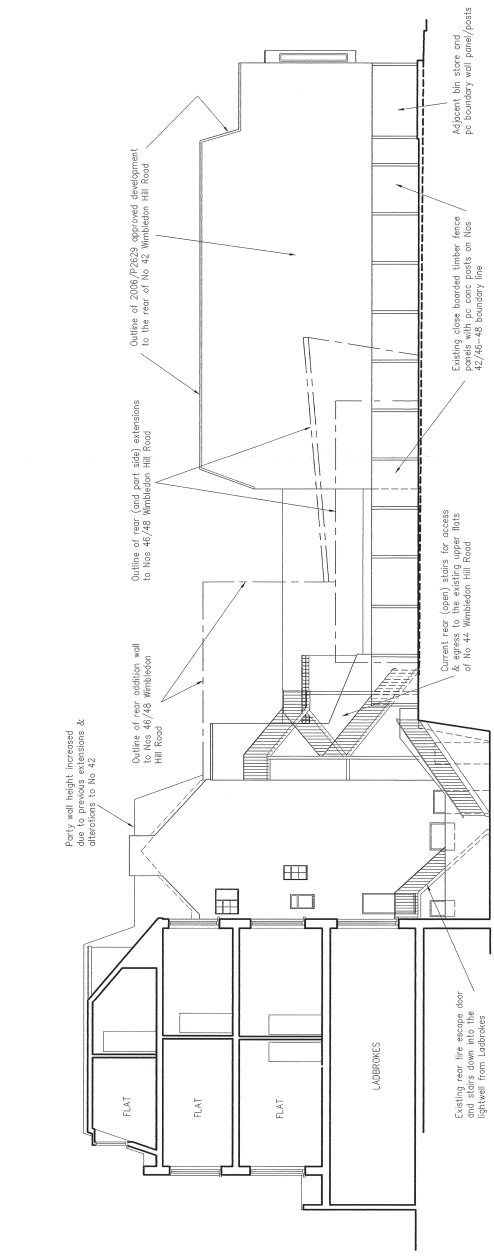 Party wall height increased
due to previous extensions &
alterations to No 42
Outline of rear addition wall
to Nos 46/48 Wimbledon
Hill Road
Outline of rear (and part side) extensions
to Nos 46/48 Wimbledon Hill Road
Outline of 2006/P2629 approved development
to the rear of No 42 Wimbledon Hill Road
FLAT
FLAT
FLAT
LADBROKES
Existing rear fire escape door
and stairs down into the
lightwell from Ladbrokes
Current rear (open) stairs for access
& egress to the existing upper flats
of No 44 Wimbledon Hill Road
Existing close boarded timber fence
panels with pc conc posts on Nos
42/46-48 boundary line
Adjacent bin store and
pc boundary wall panel/posts